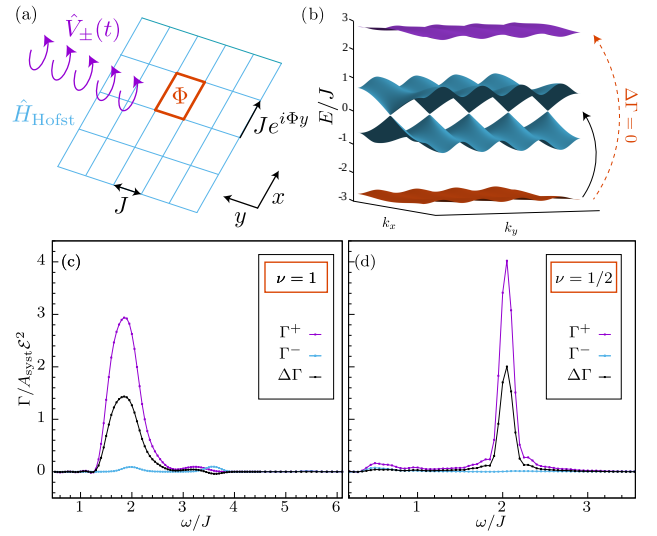 (a)
V̂±(t)
Ĥ_Hofst
Φ
J e^{iΦy}
J
y
x
(b)
E/J
3
2
1
0
-1
-2
-3
k_x
k_y
ΔΓ = 0
(c)
ν = 1
Γ⁺
Γ⁻
ΔΓ
Γ/A_syst ℰ²
4
3
2
1
0
1 2 3 4 5 6
ω/J
(d)
ν = 1/2
Γ⁺
Γ⁻
ΔΓ
1 2 3
ω/J